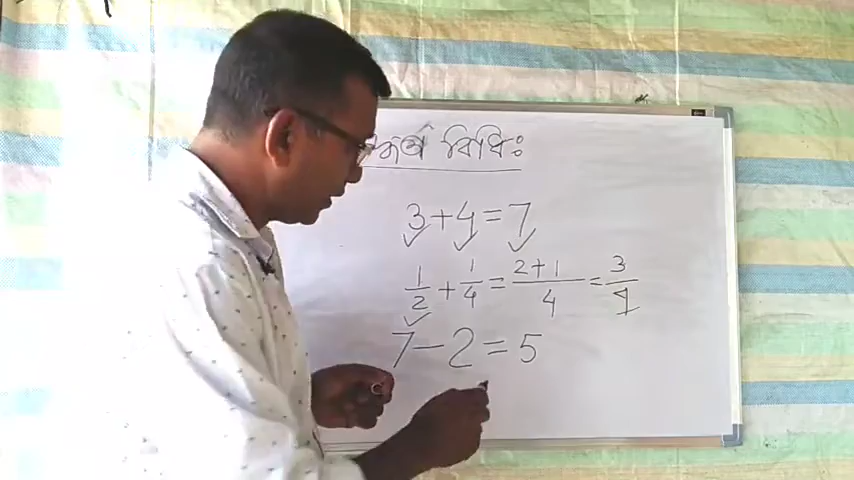 বিধি:
3+4=7
1/2 + 1/4 = 2+1/4 = 3/4
7-2=5